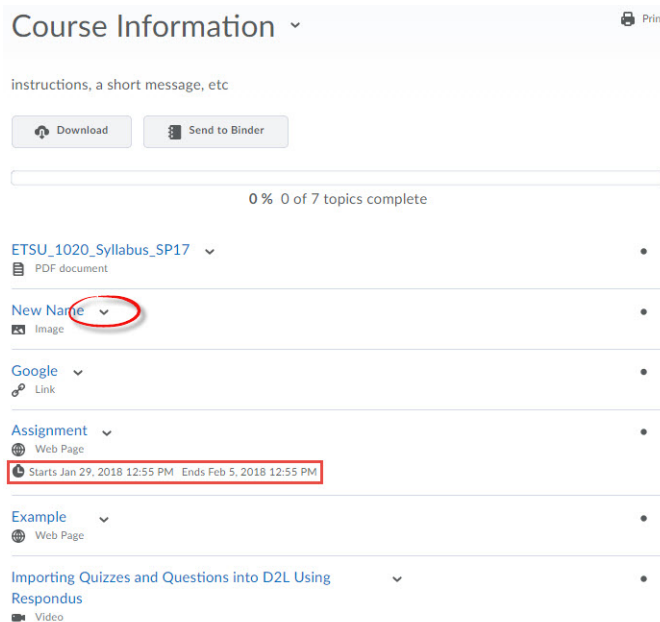 Course Information
instructions, a short message, etc
Download
Send to Binder
0 % 0 of 7 topics complete
ETSU_1020_Syllabus_SP17
PDF document
New Name
Image
Google
Link
Assignment
Web Page
Starts Jan 29, 2018 12:55 PM Ends Feb 5, 2018 12:55 PM
Example
Web Page
Importing Quizzes and Questions into D2L Using
Respondus
Video